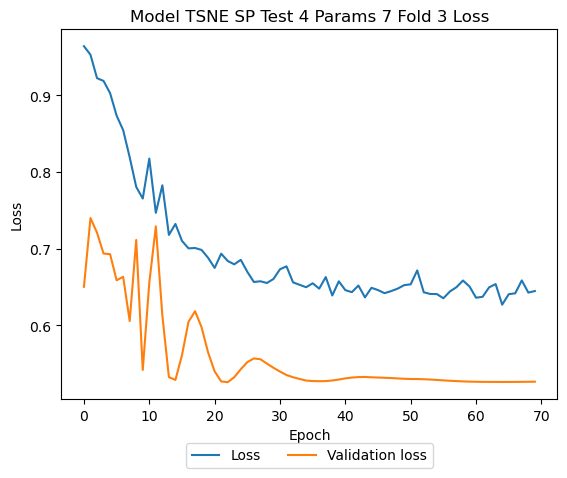 Model TSNE SP Test 4 Params 7 Fold 3 Loss
Loss
0.9
0.8
0.7
0.6
0 10 20 30 40 50 60 70
Epoch
Loss Validation loss